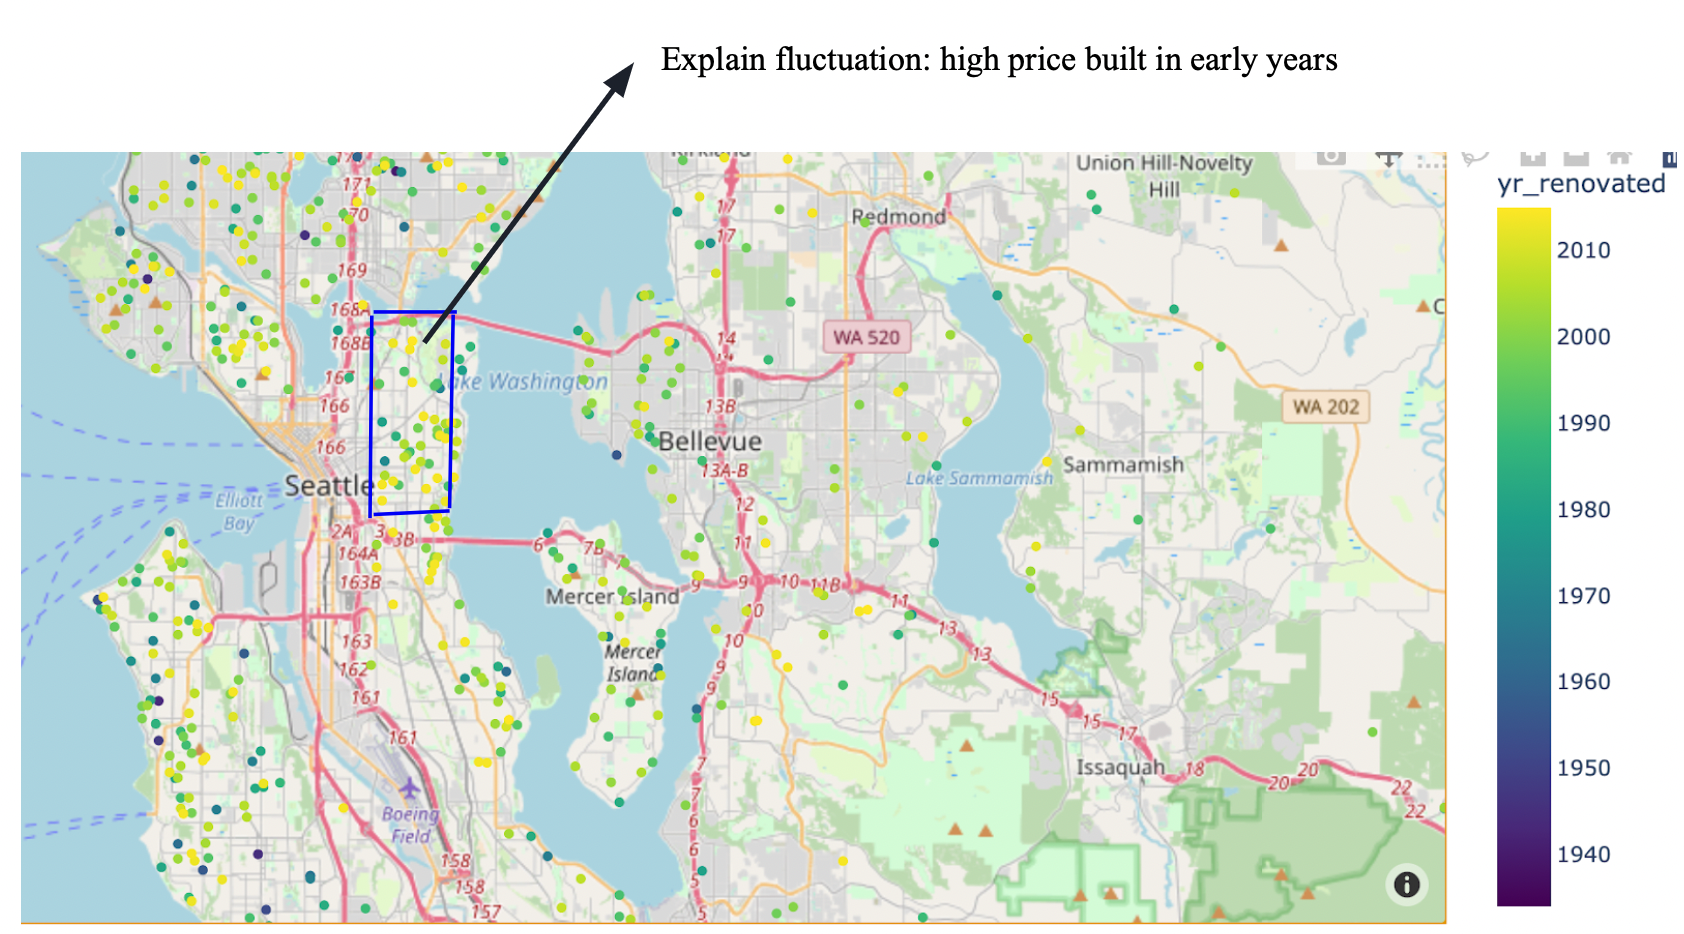 Explain fluctuation: high price built in early years
Kirkland
Union Hill-Novelty
Hill
yr_renovated
171
17
170
Redmond
17
2010
169
168A
C
168B
14
WA 520
2000
167
Lake Washington
166
13B
WA 202
166
Bellevue
1990
13A-B
Sammamish
Seattle
Lake Sammamish
Elliott
Bay
12
1980
2A
3
3B
164A
6
7B
7
11
163B
9
9
10
11B
11
1970
Mercer Island
10
163
10
13
162
Mercer
Island
9
13
1960
161
9
15
15
17
161
7
Issaquah
18
20
20
22
1950
Boeing
Field
7
22
6
158
6
1940
158
5
157
5